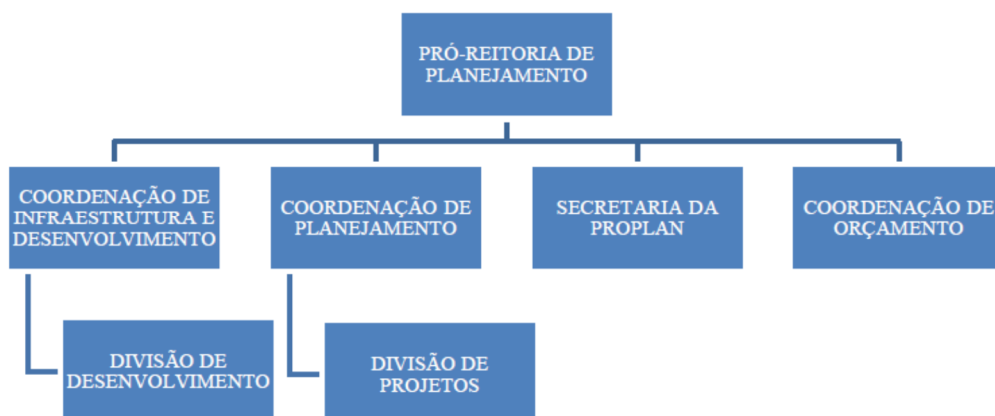 PRÓ-REITORIA DE
PLANEJAMENTO
COORDENAÇÃO DE
INFRAESTRUTURA E
DESENVOLVIMENTO
COORDENAÇÃO DE
PLANEJAMENTO
SECRETARIA DA
PROPLAN
COORDENAÇÃO DE
ORÇAMENTO
DIVISÃO DE
DESENVOLVIMENTO
DIVISÃO DE
PROJETOS